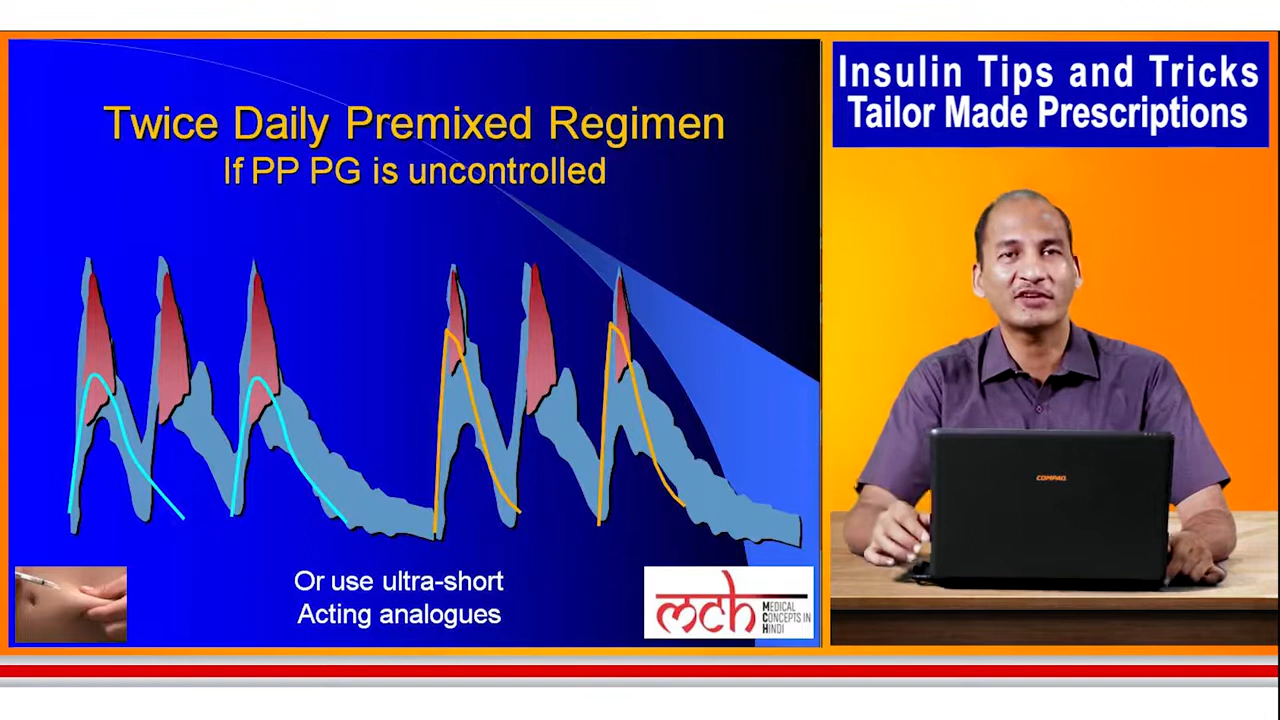 Twice Daily Premixed Regimen
If PP PG is uncontrolled
Or use ultra-short
Acting analogues
mch
MEDICAL
CONCEPTS IN
HINDI
Insulin Tips and Tricks
Tailor Made Prescriptions
COMPAQ